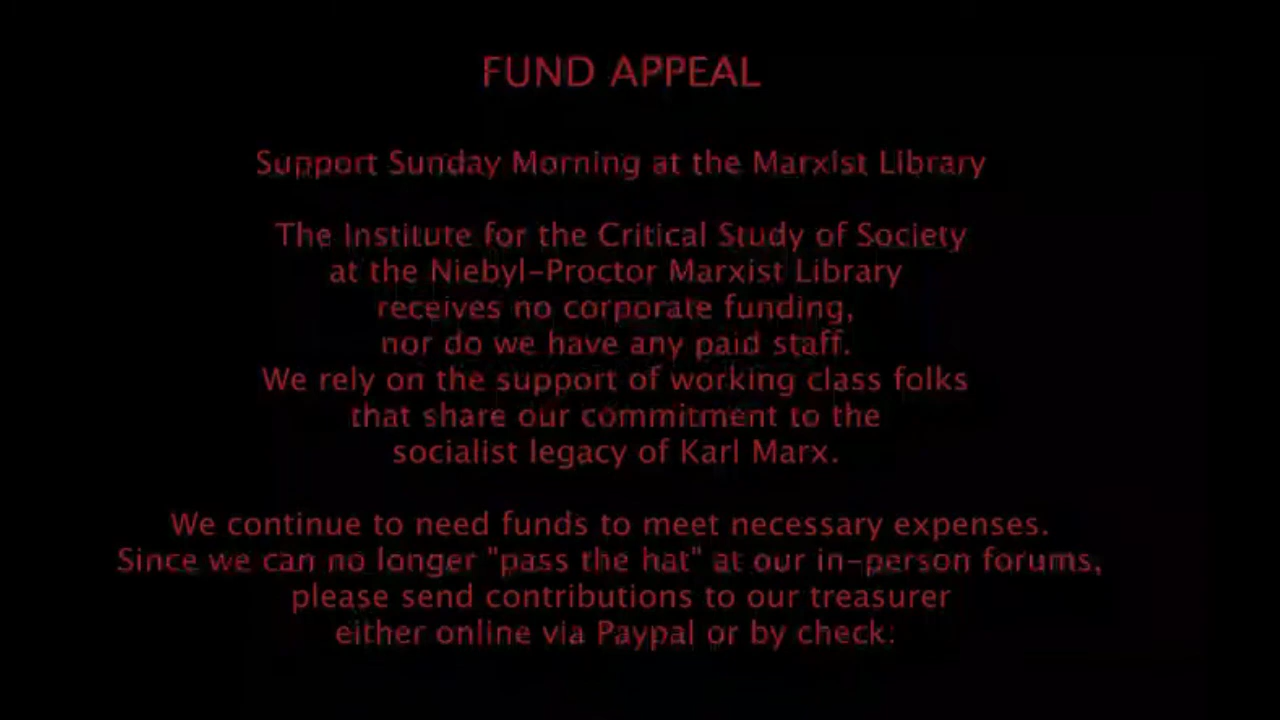 FUND APPEAL
Support Sunday Morning at the Marxist Library
The Institute for the Critical Study of Society
at the Niebyl-Proctor Marxist Library
receives no corporate funding,
nor do we have any paid staff.
We rely on the support of working class folks
that share our commitment to the
socialist legacy of Karl Marx.
We continue to need funds to meet necessary expenses.
Since we can no longer "pass the hat" at our in-person forums,
please send contributions to our treasurer
either online via Paypal or by check: